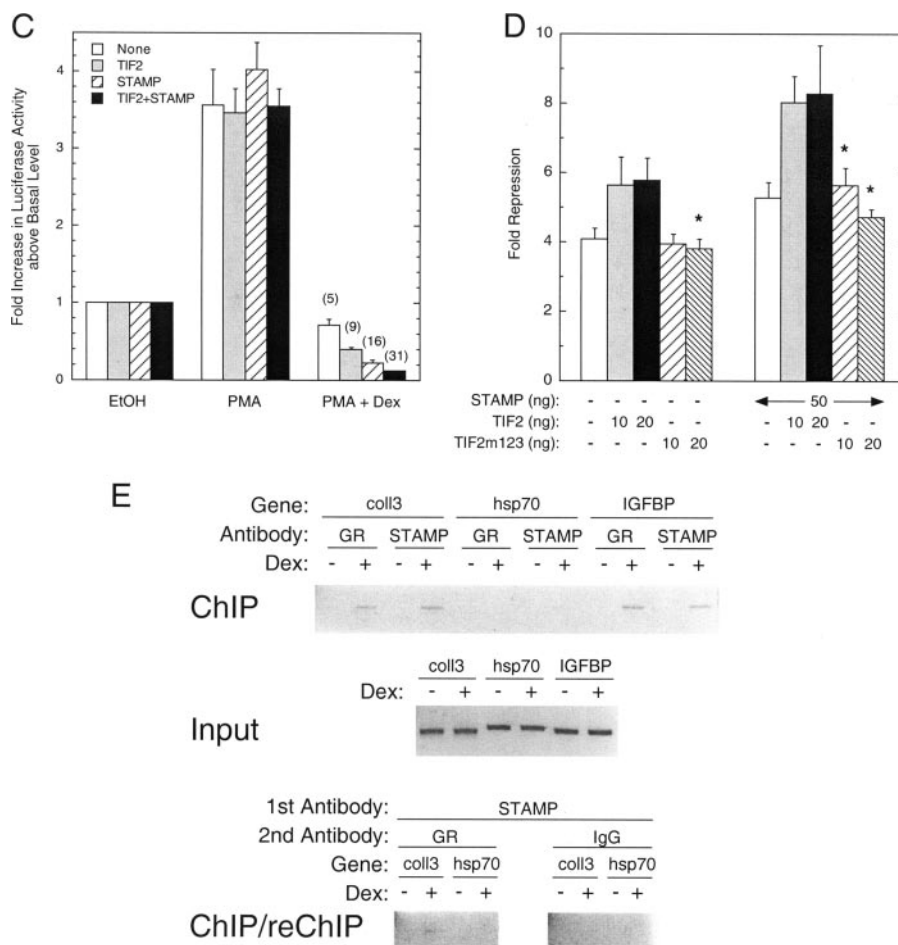 C
Fold Increase in Luciferase Activity
above Basal Level
4
3
2
1
0
None
TIF2
STAMP
TIF2+STAMP
(5)
(9)
(16)
(31)
EtOH
PMA
PMA + Dex
D
Fold Repression
10
8
6
4
2
0
*
*
*
STAMP (ng): - - - - - 50
TIF2 (ng): - 10 20 - - - 10 20 - -
TIF2m123 (ng): - - - 10 20 - - - 10 20
E
Gene: coll3 hsp70 IGFBP
Antibody: GR STAMP GR STAMP GR STAMP
Dex: - + - + - + - + - + - +
ChIP
coll3 hsp70 IGFBP
Dex: - + - + - +
Input
1st Antibody: STAMP
2nd Antibody: GR IgG
Gene: coll3 hsp70 coll3 hsp70
Dex: - + - + - + - +
ChIP/reChIP